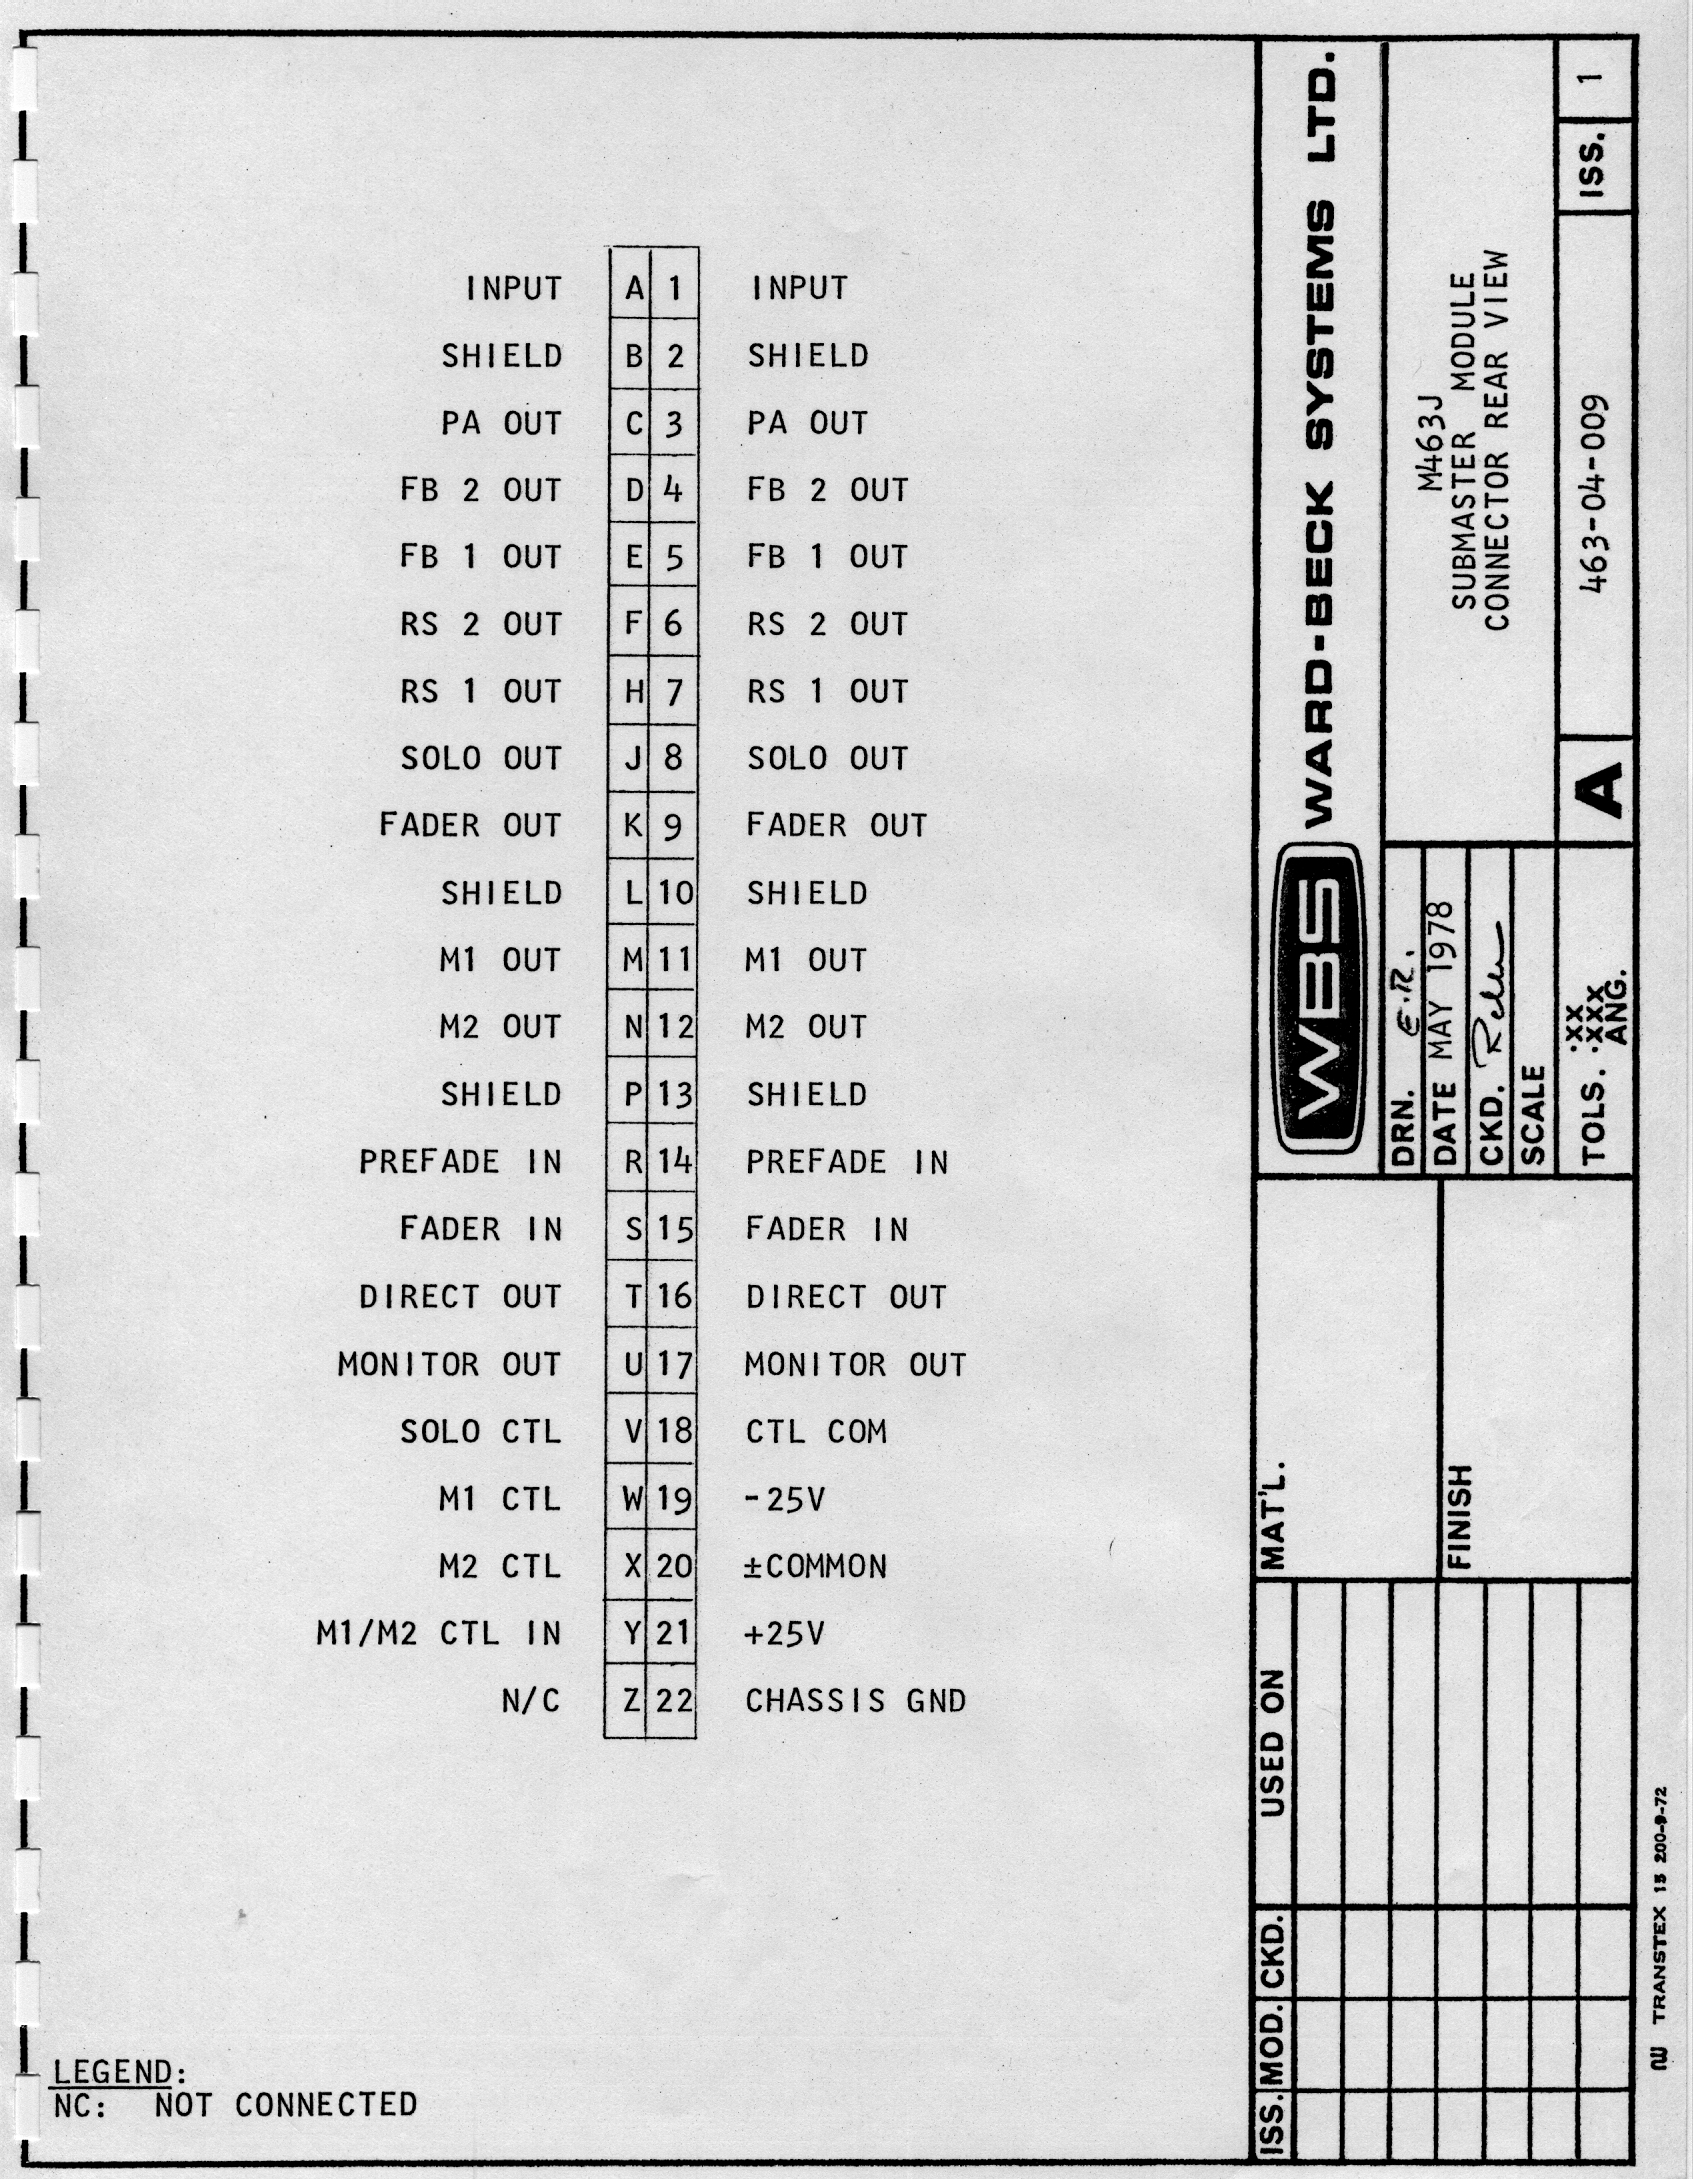 INPUT A 1 INPUT
SHIELD B 2 SHIELD
PA OUT C 3 PA OUT
FB 2 OUT D 4 FB 2 OUT
FB 1 OUT E 5 FB 1 OUT
RS 2 OUT F 6 RS 2 OUT
RS 1 OUT H 7 RS 1 OUT
SOLO OUT J 8 SOLO OUT
FADER OUT K 9 FADER OUT
SHIELD L 10 SHIELD
M1 OUT M 11 M1 OUT
M2 OUT N 12 M2 OUT
SHIELD P 13 SHIELD
PREFADE IN R 14 PREFADE IN
FADER IN S 15 FADER IN
DIRECT OUT T 16 DIRECT OUT
MONITOR OUT U 17 MONITOR OUT
SOLO CTL V 18 CTL COM
M1 CTL W 19 -25V
M2 CTL X 20 ±COMMON
M1/M2 CTL IN Y 21 +25V
N/C Z 22 CHASSIS GND
LEGEND:
NC: NOT CONNECTED
WBS WARD-BECK SYSTEMS LTD.
M463J
SUBMASTER MODULE
CONNECTOR REAR VIEW
DRN. E.R.
DATE MAY 1978
CKD.
SCALE
TOLS. .XX
.XXX
ANG.
A 463-04-009 ISS. 1
MAT'L.
FINISH
USED ON
ISS. MOD. CKD.
TRANSTEX 15 200-9-72